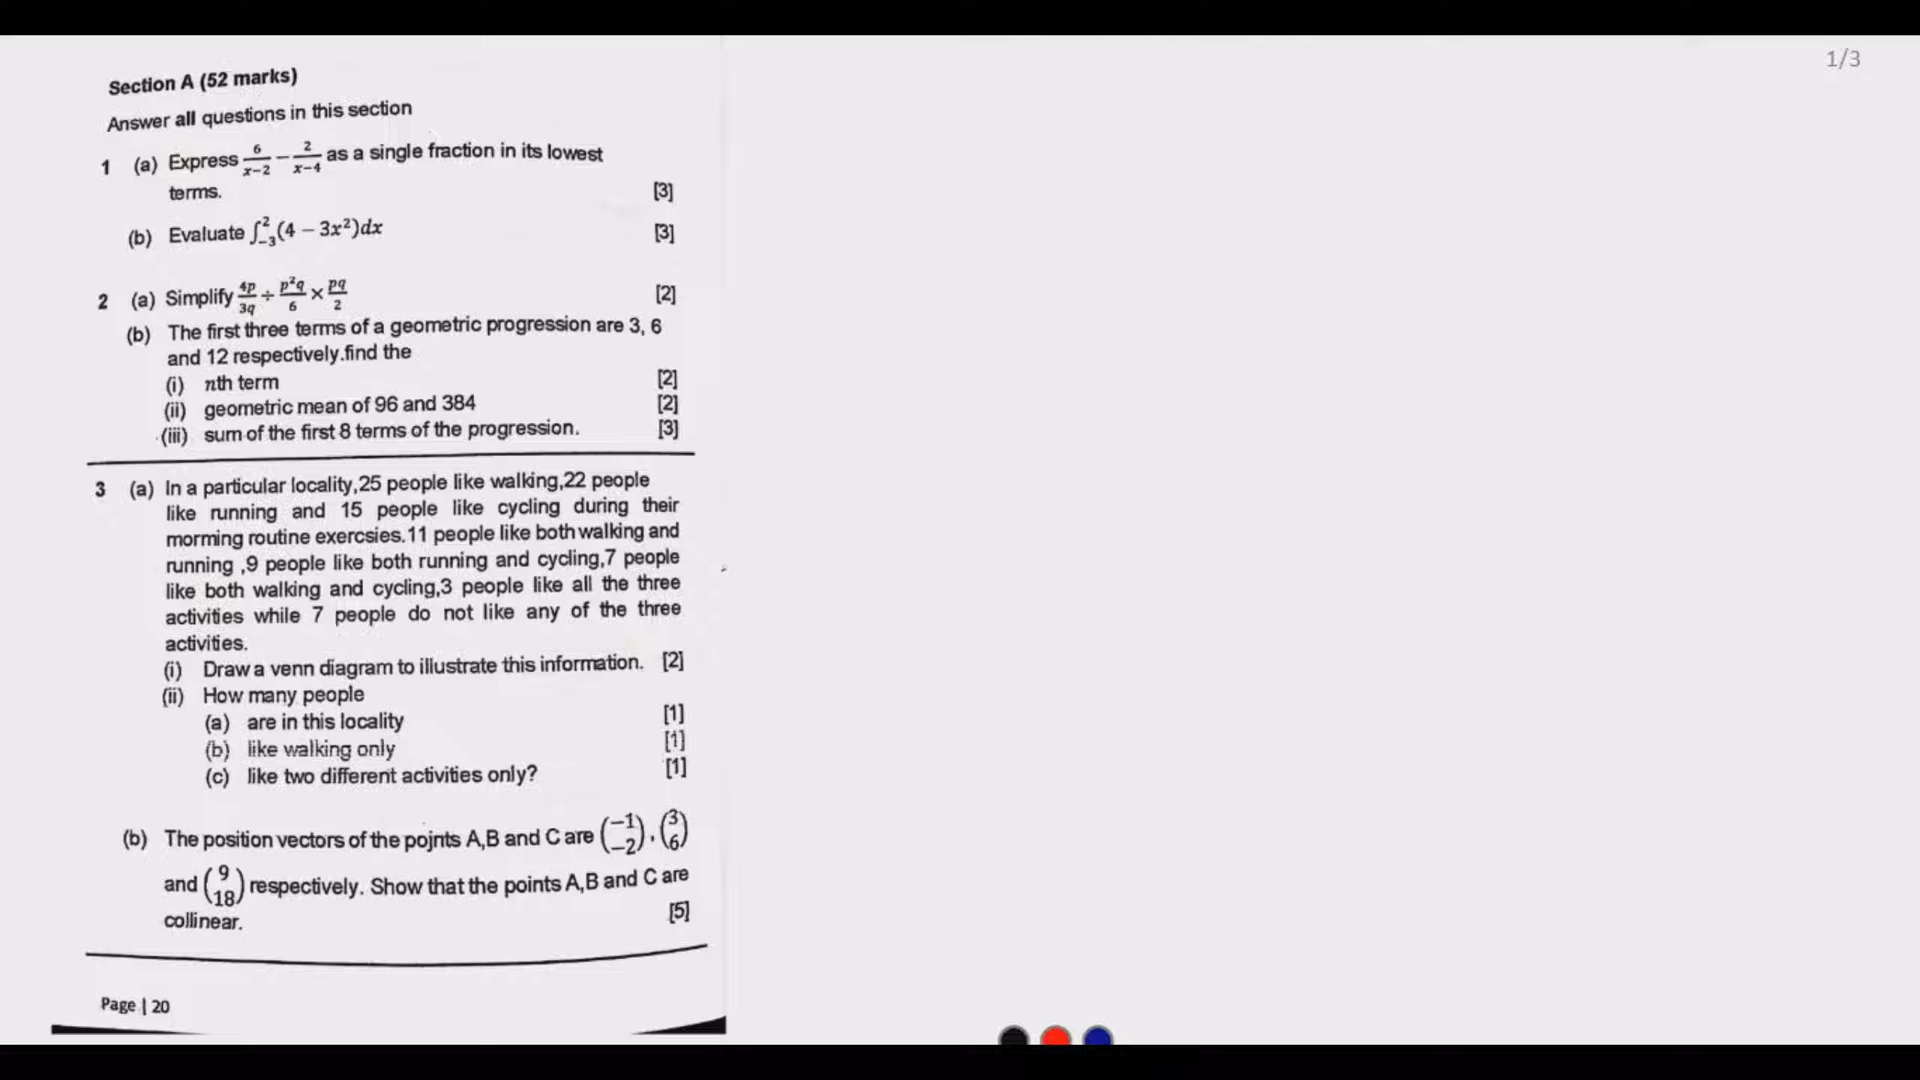 1/3
Section A (52 marks)
Answer all questions in this section
1 (a) Express 6/(x−2) − 2/(x−4) as a single fraction in its lowest
terms. [3]
(b) Evaluate ∫₋₃²(4 − 3x²)dx [3]
2 (a) Simplify 4p/3q ÷ p²q/6 × pq/2 [2]
(b) The first three terms of a geometric progression are 3, 6
and 12 respectively.find the
(i) nth term [2]
(ii) geometric mean of 96 and 384 [2]
(iii) sum of the first 8 terms of the progression. [3]
3 (a) In a particular locality,25 people like walking,22 people
like running and 15 people like cycling during their
morming routine exercsies.11 people like both walking and
running ,9 people like both running and cycling,7 people
like both walking and cycling,3 people like all the three
activities while 7 people do not like any of the three
activities.
(i) Draw a venn diagram to illustrate this information. [2]
(ii) How many people
(a) are in this locality [1]
(b) like walking only [1]
(c) like two different activities only? [1]
(b) The position vectors of the pojnts A,B and C are (−1 −2), (3 6)
and (9 18) respectively. Show that the points A,B and C are
collinear. [5]
Page | 20